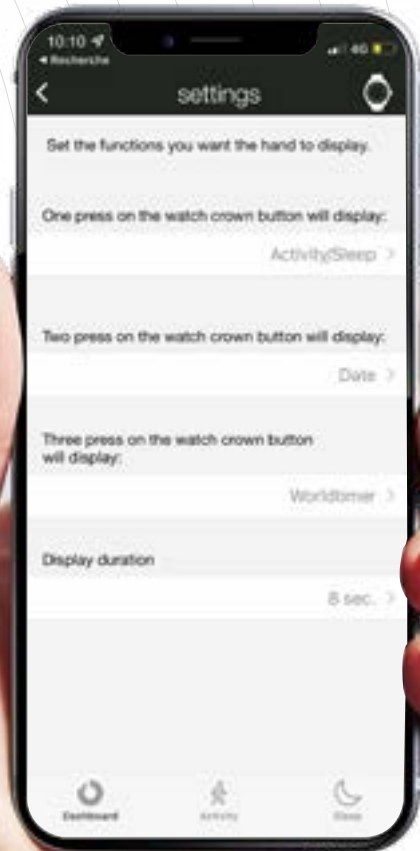 10:10
4G
◀ Recherche
settings
Set the functions you want the hand to display.
One press on the watch crown button will display:
Activity/Sleep >
Two press on the watch crown button will display:
Date >
Three press on the watch crown button
will display:
Worldtimer >
Display duration
8 sec. >
Dashboard
Activity
Sleep